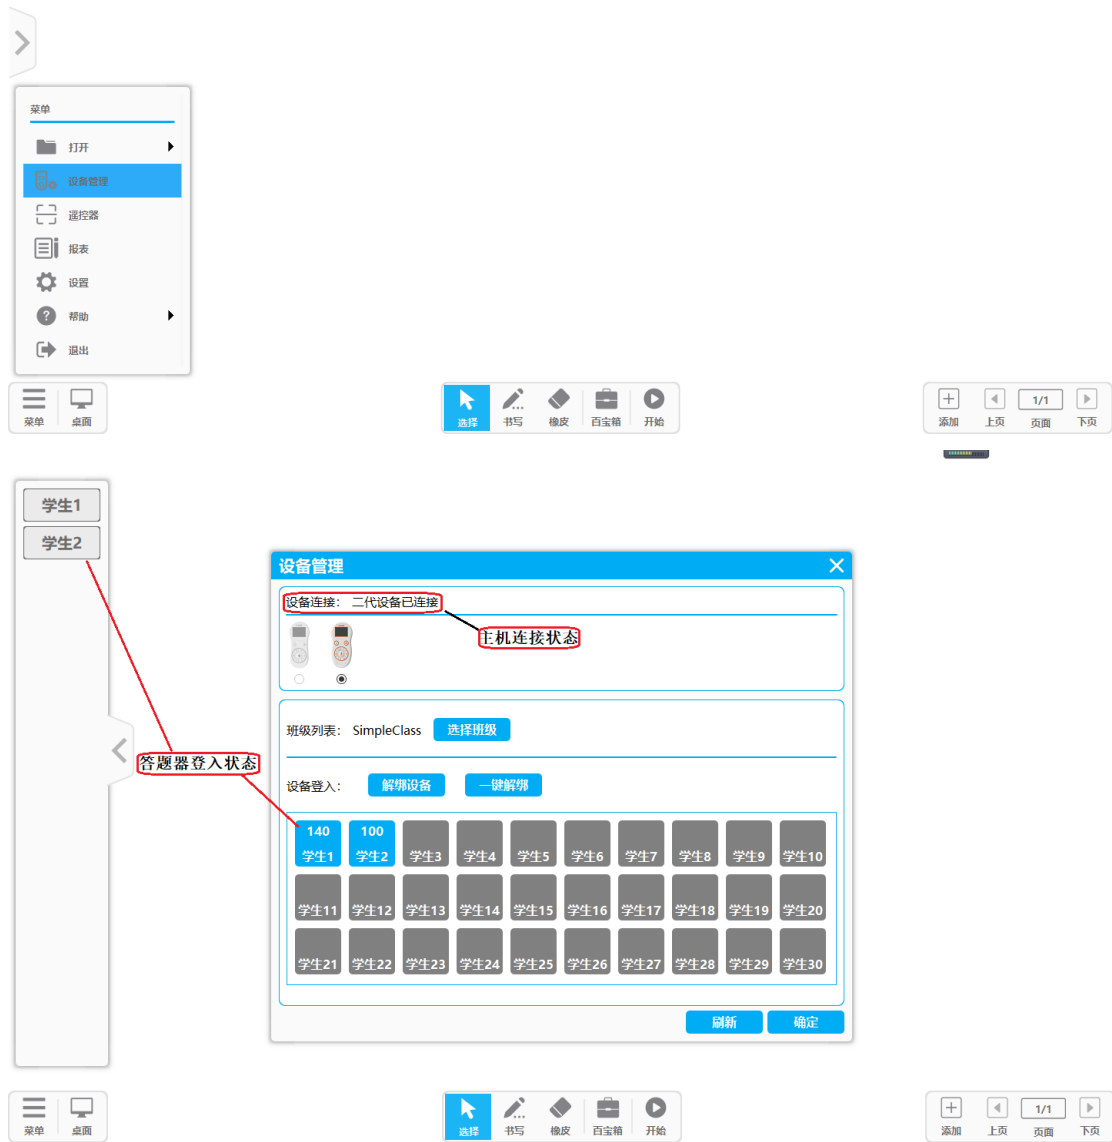 菜单
打开
设备管理
遥控器
报表
设置
帮助
退出
菜单 桌面 选择 书写 橡皮 百宝箱 开始 添加 上页 1/1 页面 下页
学生1
学生2
设备管理
设备连接： 二代设备已连接
主机连接状态
班级列表： SimpleClass 选择班级
答题器登入状态
设备登入： 解绑设备 一键解绑
140 100
学生1 学生2 学生3 学生4 学生5 学生6 学生7 学生8 学生9 学生10
学生11 学生12 学生13 学生14 学生15 学生16 学生17 学生18 学生19 学生20
学生21 学生22 学生23 学生24 学生25 学生26 学生27 学生28 学生29 学生30
刷新 确定
菜单 桌面 选择 书写 橡皮 百宝箱 开始 添加 上页 1/1 页面 下页